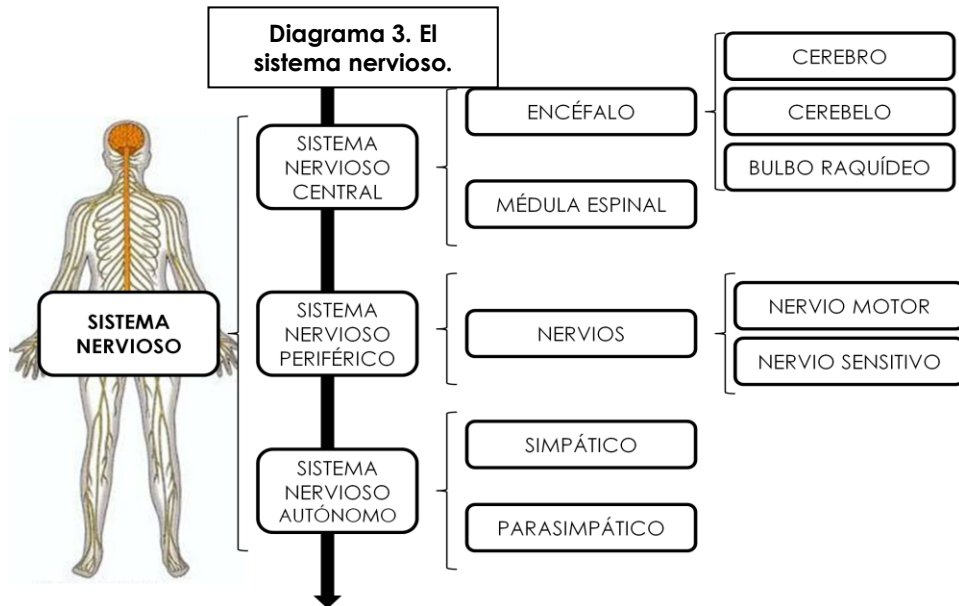 Diagrama 3. El
sistema nervioso.
SISTEMA
NERVIOSO
SISTEMA
NERVIOSO
CENTRAL
ENCÉFALO
CEREBRO
CEREBELO
BULBO RAQUÍDEO
MÉDULA ESPINAL
SISTEMA
NERVIOSO
PERIFÉRICO
NERVIOS
NERVIO MOTOR
NERVIO SENSITIVO
SISTEMA
NERVIOSO
AUTÓNOMO
SIMPÁTICO
PARASIMPÁTICO